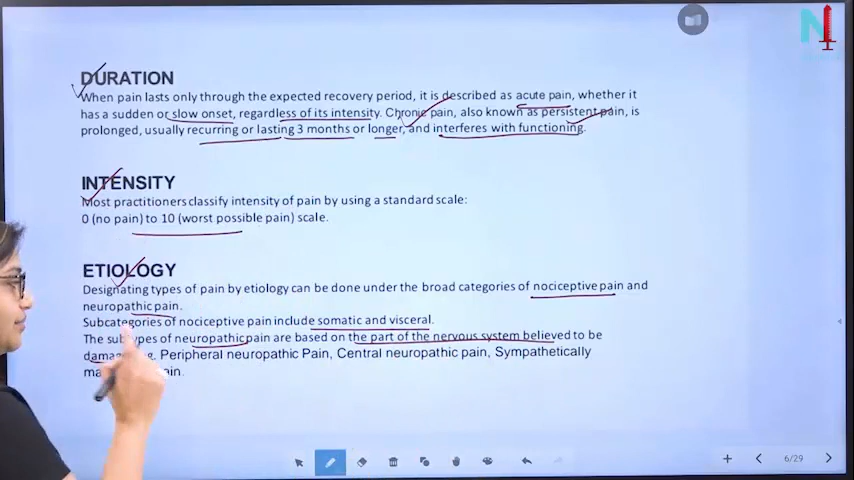 DURATION
When pain lasts only through the expected recovery period, it is described as acute pain, whether it
has a sudden or slow onset, regardless of its intensity. Chronic pain, also known as persistent pain, is
prolonged, usually recurring or lasting 3 months or longer, and interferes with functioning.
INTENSITY
Most practitioners classify intensity of pain by using a standard scale:
0 (no pain) to 10 (worst possible pain) scale.
ETIOLOGY
Designating types of pain by etiology can be done under the broad categories of nociceptive pain and
neuropathic pain.
Subcategories of nociceptive pain include somatic and visceral.
The subtypes of neuropathic pain are based on the part of the nervous system believed to be
Peripheral neuropathic Pain, Central neuropathic pain, Sympathetically
6/29